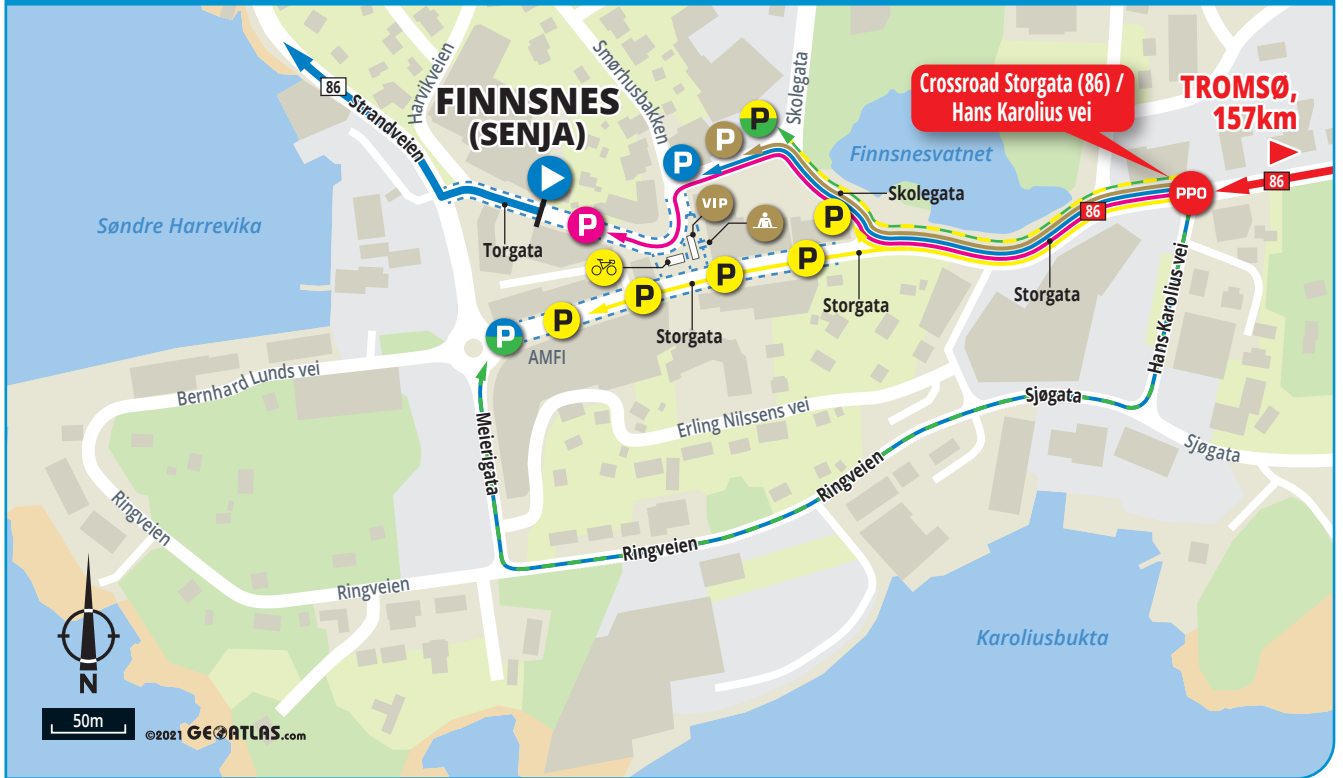 86
Strandveien
Harvikveien
Smørhusbakken
Skolegata
FINNSNES
(SENJA)
Crossroad Storgata (86) /
Hans Karolius vei
TROMSØ,
157km
P
P
P
Finnsnesvatnet
86
PPO
Skolegata
VIP
P
P
86
Søndre Harrevika
Torgata
P
P
Storgata
Storgata
Hans Karolius vei
P
P
Storgata
P
AMFI
Bernhard Lunds vei
Meierigata
Erling Nilssens vei
Sjøgata
Sjøgata
Ringveien
Ringveien
Ringveien
Ringveien
Karoliusbukta
N
50m
©2021 GEOATLAS.com